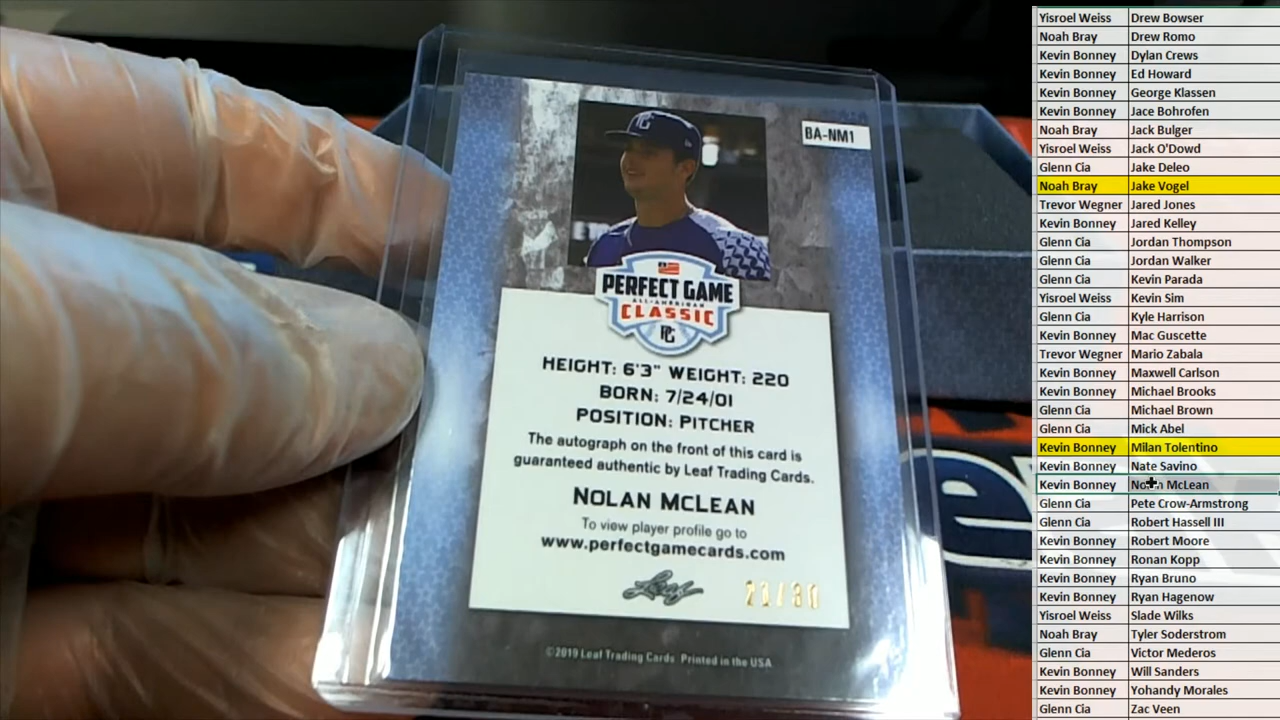 BA-NM1
PG
PERFECT GAME
ALL-AMERICAN
CLASSIC
PG
HEIGHT: 6'3" WEIGHT: 220
BORN: 7/24/01
POSITION: PITCHER
The autograph on the front of this card is
guaranteed authentic by Leaf Trading Cards.
NOLAN MCLEAN
To view player profile go to
www.perfectgamecards.com
Leaf
21/30
©2019 Leaf Trading Cards Printed in the USA
Yisroel Weiss Drew Bowser
Noah Bray Drew Romo
Kevin Bonney Dylan Crews
Kevin Bonney Ed Howard
Kevin Bonney George Klassen
Kevin Bonney Jace Bohrofen
Noah Bray Jack Bulger
Yisroel Weiss Jack O'Dowd
Glenn Cia Jake Deleo
Noah Bray Jake Vogel
Trevor Wegner Jared Jones
Kevin Bonney Jared Kelley
Glenn Cia Jordan Thompson
Glenn Cia Jordan Walker
Glenn Cia Kevin Parada
Yisroel Weiss Kevin Sim
Glenn Cia Kyle Harrison
Kevin Bonney Mac Guscette
Trevor Wegner Mario Zabala
Kevin Bonney Maxwell Carlson
Kevin Bonney Michael Brooks
Glenn Cia Michael Brown
Glenn Cia Mick Abel
Kevin Bonney Milan Tolentino
Kevin Bonney Nate Savino
Kevin Bonney Nolan McLean
Glenn Cia Pete Crow-Armstrong
Glenn Cia Robert Hassell III
Kevin Bonney Robert Moore
Kevin Bonney Ronan Kopp
Kevin Bonney Ryan Bruno
Kevin Bonney Ryan Hagenow
Yisroel Weiss Slade Wilks
Noah Bray Tyler Soderstrom
Glenn Cia Victor Mederos
Kevin Bonney Will Sanders
Kevin Bonney Yohandy Morales
Glenn Cia Zac Veen